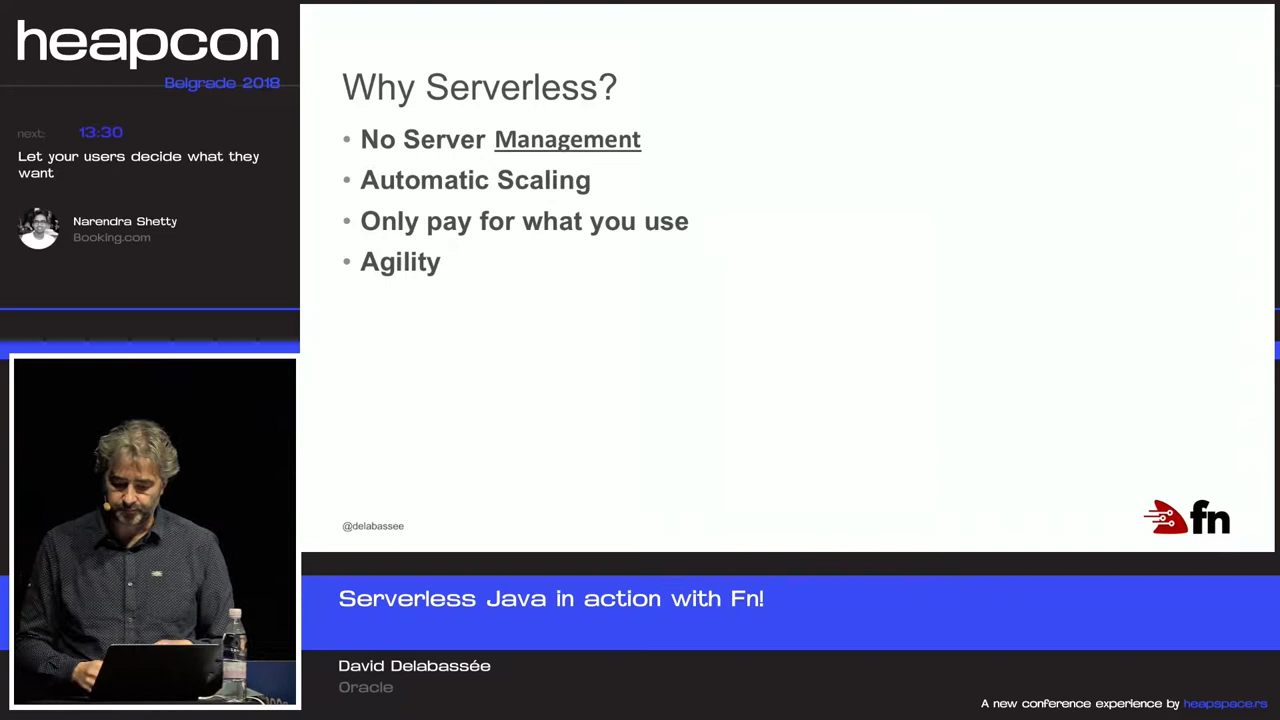 heapcon
Belgrade 2018
next: 13:30
Let your users decide what they
want
Narendra Shetty
Booking.com
Why Serverless?
• No Server Management
• Automatic Scaling
• Only pay for what you use
• Agility
@delabassee
fn
Serverless Java in action with Fn!
David Delabassée
Oracle
A new conference experience by heapspace.rs